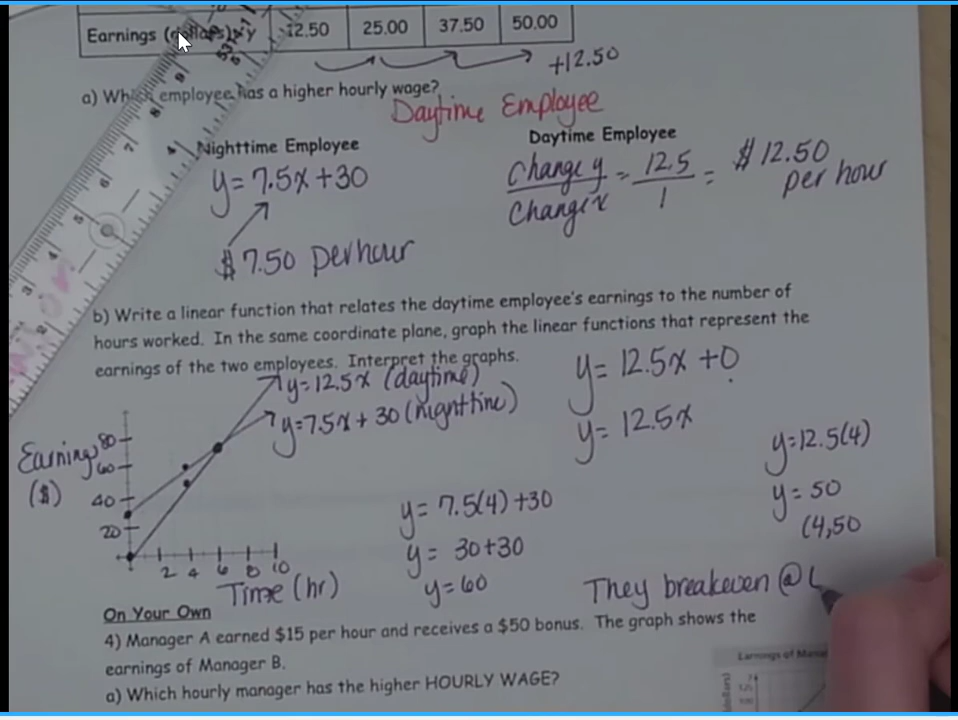 Earnings (dollars) y 12.50 25.00 37.50 50.00
+12.50
a) Which employee has a higher hourly wage?
Daytime Employee
Nighttime Employee
y= 7.5x +30
$7.50 per hour
Daytime Employee
Change y / Change x = 12.5 / 1 = $12.50
per hour
b) Write a linear function that relates the daytime employee's earnings to the number of
hours worked. In the same coordinate plane, graph the linear functions that represent the
earnings of the two employees. Interpret the graphs.
y= 12.5x +0
y= 12.5x
y= 12.5x (daytime)
y=7.5x + 30 (nighttime)
Earnings
($)
80
60
40
20
2 4 6 8 10
Time (hr)
y= 7.5(4) +30
y= 30+30
y= 60
y=12.5(4)
y= 50
(4,50
They breakeven @
On Your Own
4) Manager A earned $15 per hour and receives a $50 bonus. The graph shows the
earnings of Manager B.
a) Which hourly manager has the higher HOURLY WAGE?
Earnings of